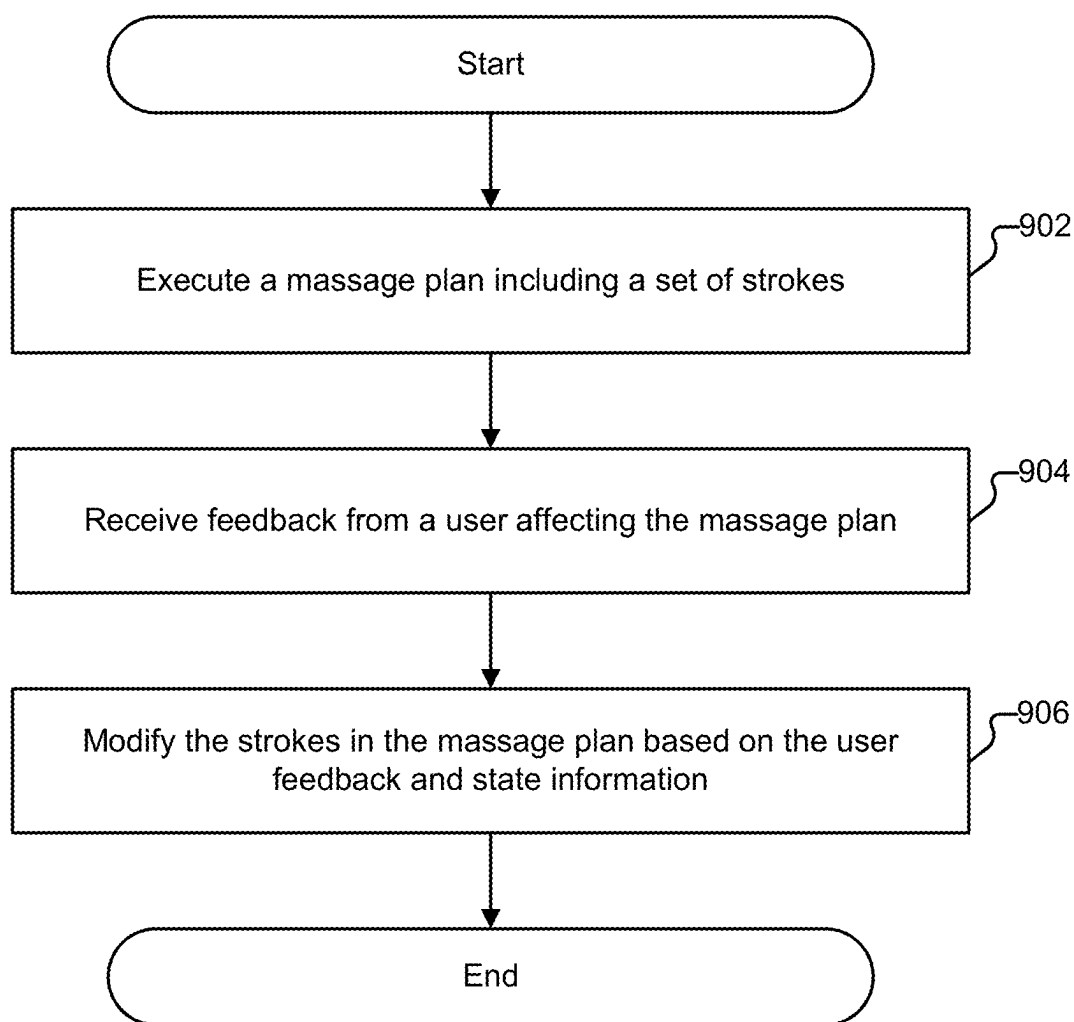 Start
902
Execute a massage plan including a set of strokes
904
Receive feedback from a user affecting the massage plan
906
Modify the strokes in the massage plan based on the user
feedback and state information
End